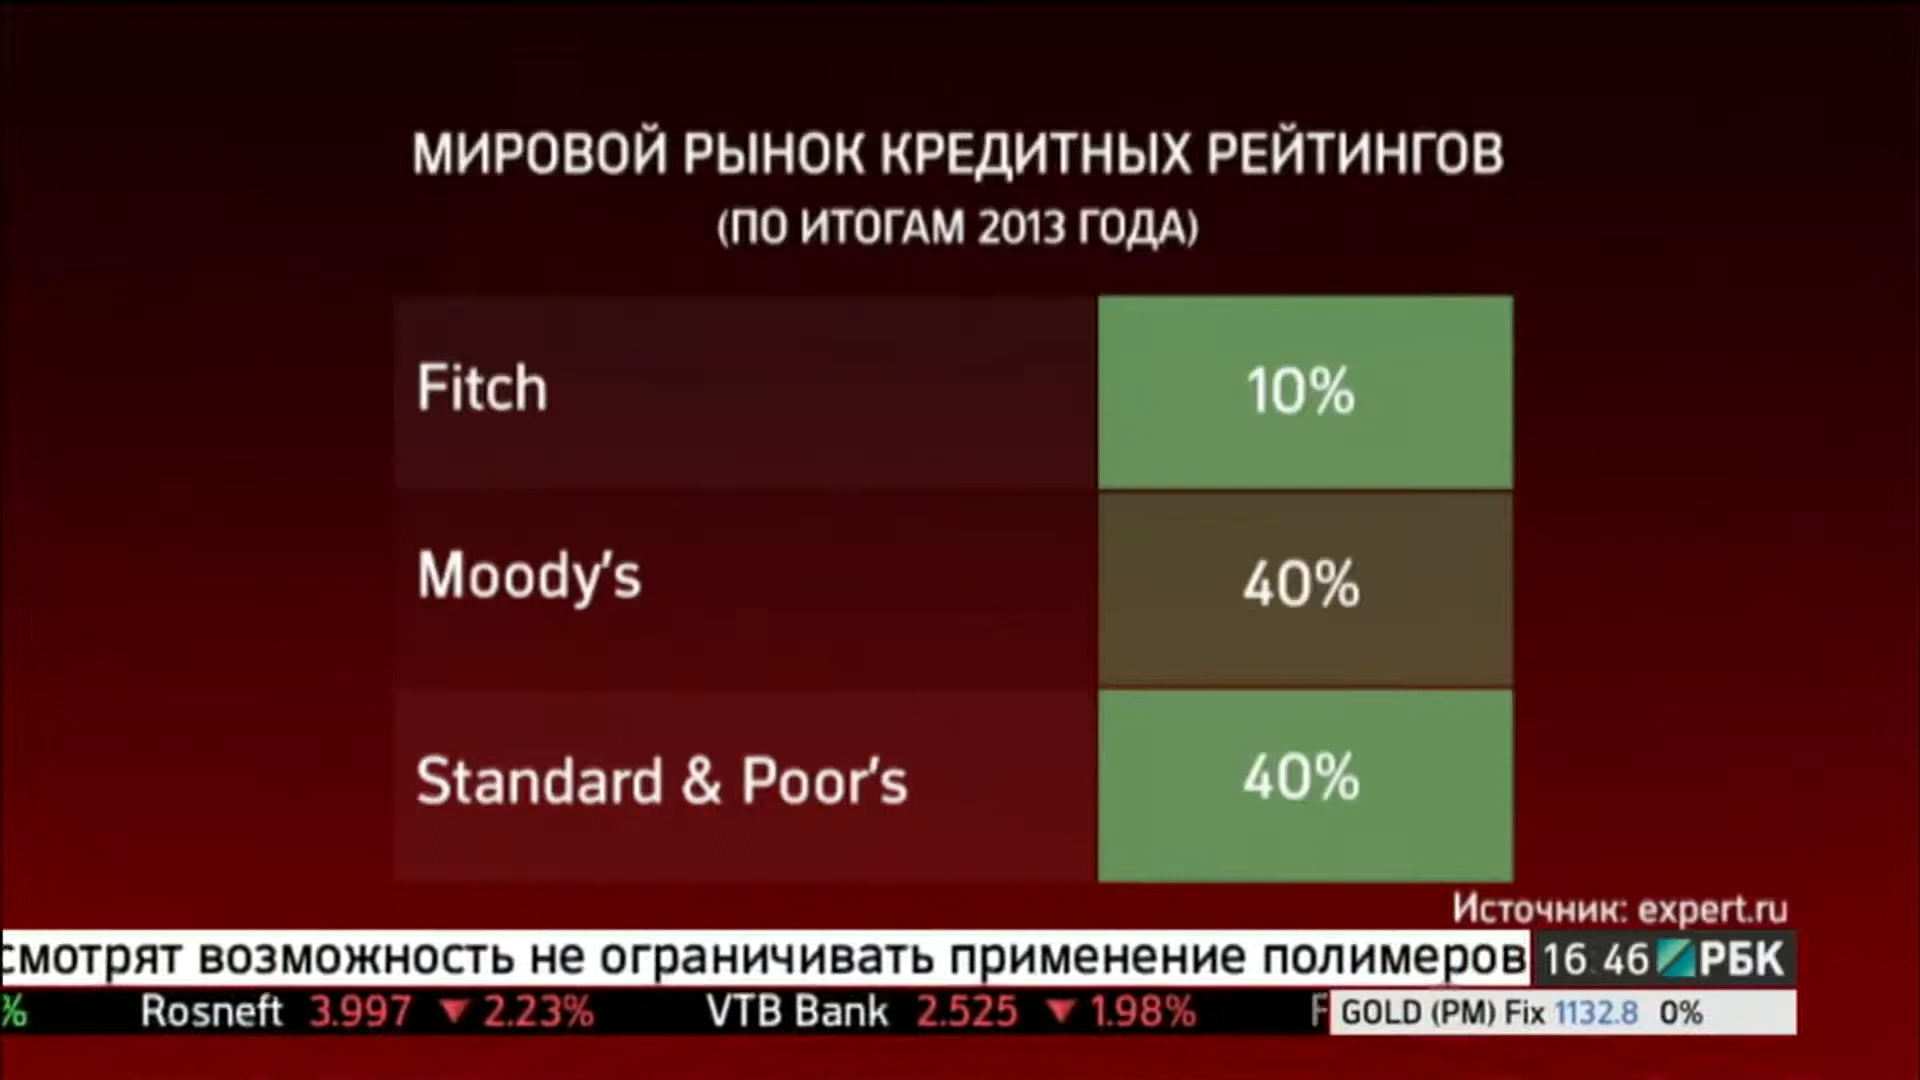 МИРОВОЙ РЫНОК КРЕДИТНЫХ РЕЙТИНГОВ
(ПО ИТОГАМ 2013 ГОДА)
Fitch 10%
Moody’s 40%
Standard & Poor’s 40%
Источник: expert.ru
смотрят возможность не ограничивать применение полимеров 16 46 РБК
% Rosneft 3.997 ▼ 2.23% VTB Bank 2.525 ▼ 1.98% F GOLD (PM) Fix 1132.8 0%